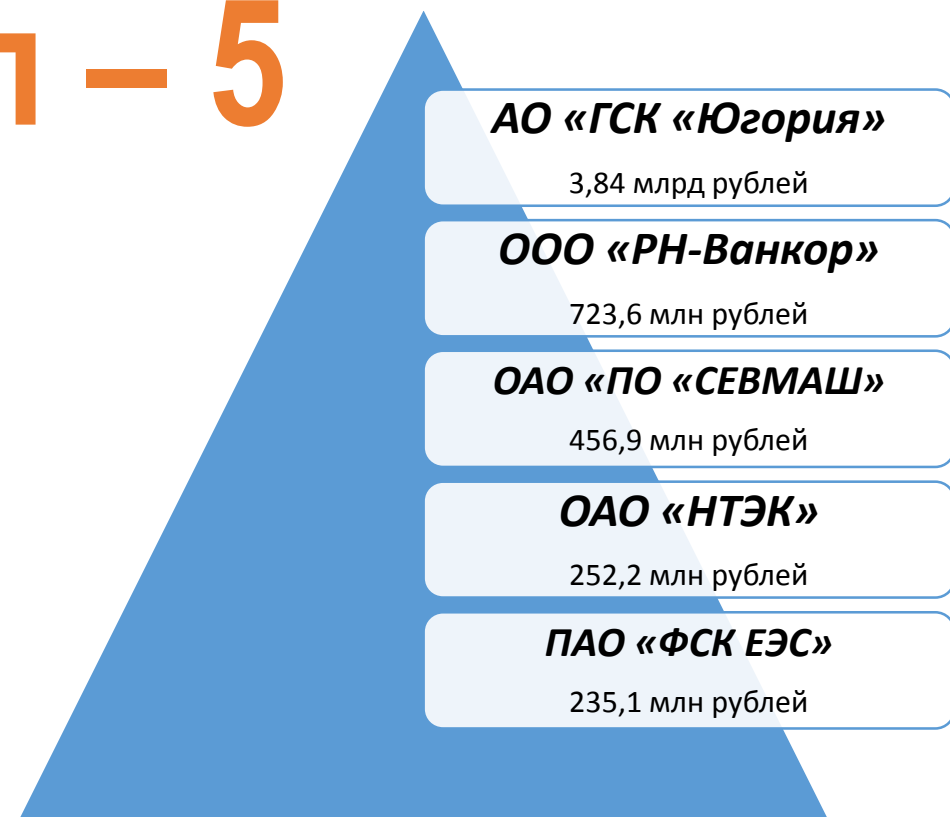 п – 5
АО «ГСК «Югория»
3,84 млрд рублей
ООО «РН-Ванкор»
723,6 млн рублей
ОАО «ПО «СЕВМАШ»
456,9 млн рублей
ОАО «НТЭК»
252,2 млн рублей
ПАО «ФСК ЕЭС»
235,1 млн рублей